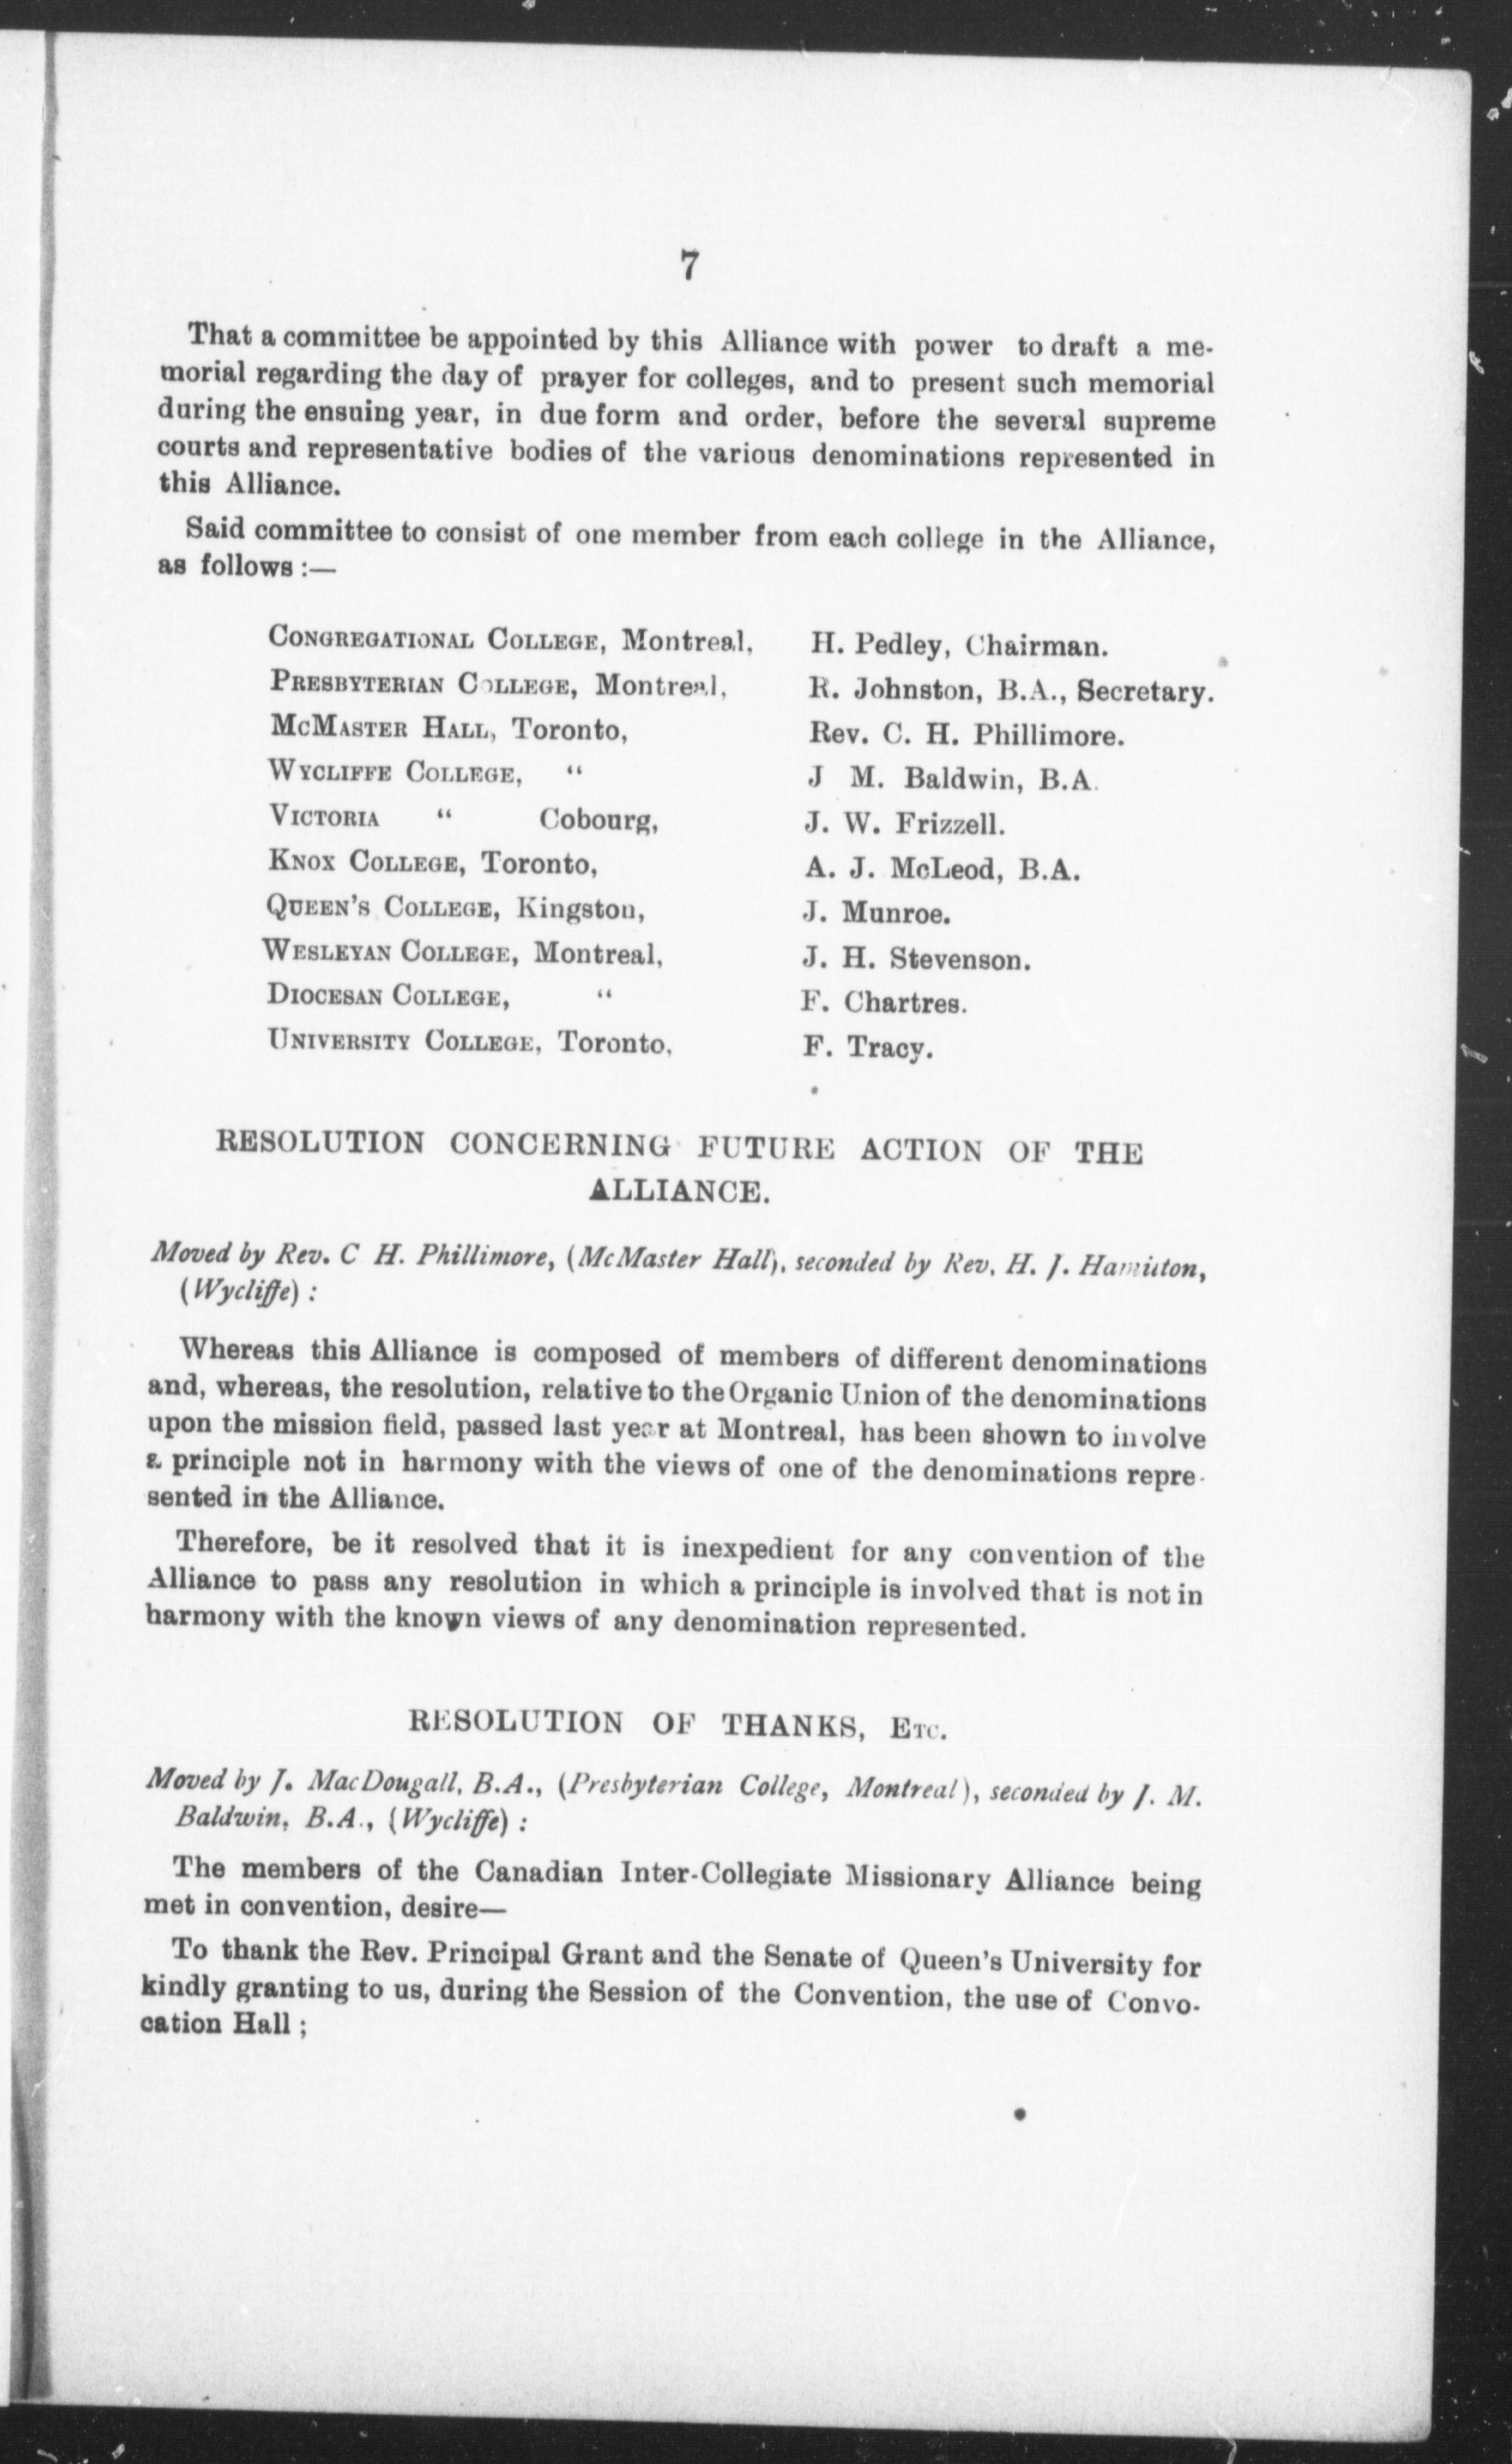 7
That a committee be appointed by this Alliance with power to draft a me-
morial regarding the day of prayer for colleges, and to present such memorial
during the ensuing year, in due form and order, before the several supreme
courts and representative bodies of the various denominations represented in
this Alliance.
Said committee to consist of one member from each college in the Alliance,
as follows :—
CONGREGATIONAL COLLEGE, Montreal, H. Pedley, Chairman.
PRESBYTERIAN COLLEGE, Montreal, R. Johnston, B.A., Secretary.
MCMASTER HALL, Toronto, Rev. C. H. Phillimore.
WYCLIFFE COLLEGE, “ J M. Baldwin, B.A.
VICTORIA “ Cobourg, J. W. Frizzell.
KNOX COLLEGE, Toronto, A. J. McLeod, B.A.
QUEEN'S COLLEGE, Kingston, J. Munroe.
WESLEYAN COLLEGE, Montreal, J. H. Stevenson.
DIOCESAN COLLEGE, “ F. Chartres.
UNIVERSITY COLLEGE, Toronto, F. Tracy.
RESOLUTION CONCERNING FUTURE ACTION OF THE
ALLIANCE.
Moved by Rev. C H. Phillimore, (McMaster Hall), seconded by Rev. H. J. Hamilton,
(Wycliffe) :
Whereas this Alliance is composed of members of different denominations
and, whereas, the resolution, relative to the Organic Union of the denominations
upon the mission field, passed last year at Montreal, has been shown to involve
a principle not in harmony with the views of one of the denominations repre-
sented in the Alliance.
Therefore, be it resolved that it is inexpedient for any convention of the
Alliance to pass any resolution in which a principle is involved that is not in
harmony with the known views of any denomination represented.
RESOLUTION OF THANKS, ETC.
Moved by J. MacDougall, B.A., (Presbyterian College, Montreal), seconded by J. M.
Baldwin, B.A., (Wycliffe) :
The members of the Canadian Inter-Collegiate Missionary Alliance being
met in convention, desire—
To thank the Rev. Principal Grant and the Senate of Queen's University for
kindly granting to us, during the Session of the Convention, the use of Convo-
cation Hall ;